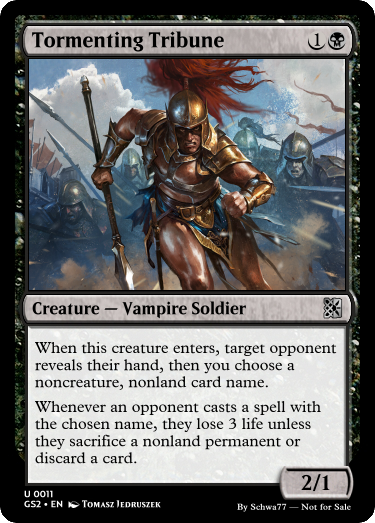 Tormenting Tribune 1
Creature — Vampire Soldier
When this creature enters, target opponent
reveals their hand, then you choose a
noncreature, nonland card name.
Whenever an opponent casts a spell with
the chosen name, they lose 3 life unless
they sacrifice a nonland permanent or
discard a card.
2/1
U 0011
GS2 • EN Tomasz Jedruszek
By Schwa77 — Not for Sale